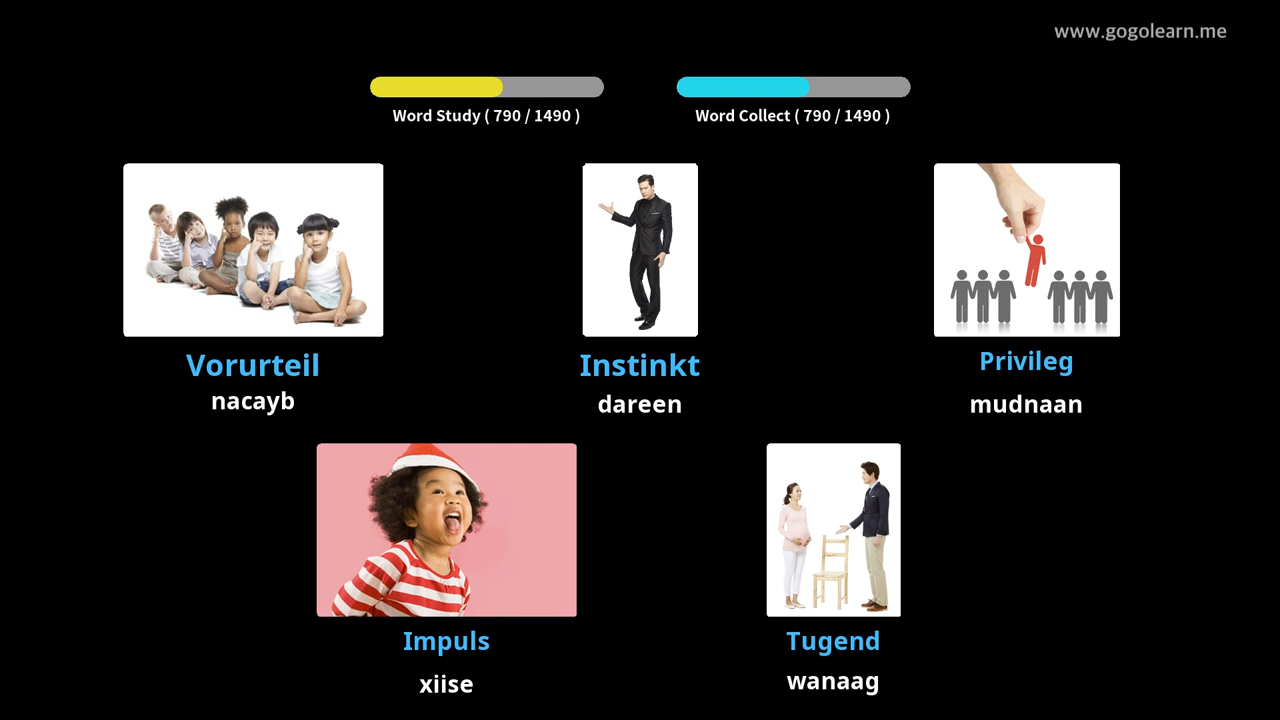 www.gogolearn.me
Word Study ( 790 / 1490 )
Word Collect ( 790 / 1490 )
Vorurteil
nacayb
Instinkt
dareen
Privileg
mudnaan
Impuls
xiise
Tugend
wanaag